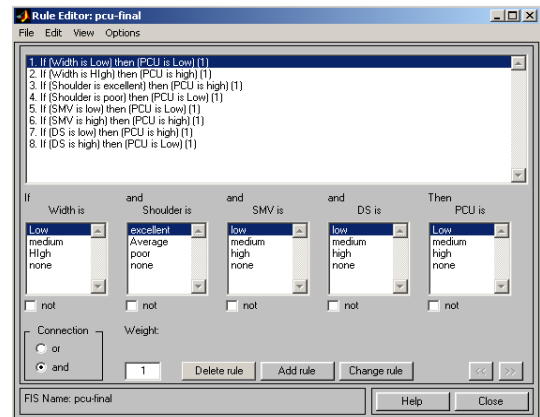 Rule Editor: pcu-final
File Edit View Options
1. If (Width is Low) then (PCU is Low) (1)
2. If (Width is HIgh) then (PCU is high) (1)
3. If (Shoulder is excellent) then (PCU is high) (1)
4. If (Shoulder is poor) then (PCU is Low) (1)
5. If (SMV is low) then (PCU is Low) (1)
6. If (SMV is high) then (PCU is high) (1)
7. If (DS is low) then (PCU is high) (1)
8. If (DS is high) then (PCU is Low) (1)
If and and and Then
Width is Shoulder is SMV is DS is PCU is
Low excellent low low Low
medium Average medium medium medium
HIgh poor high high high
none none none none none
not not not not not
Connection Weight:
or
and 1 Delete rule Add rule Change rule << >>
FIS Name: pcu-final Help Close